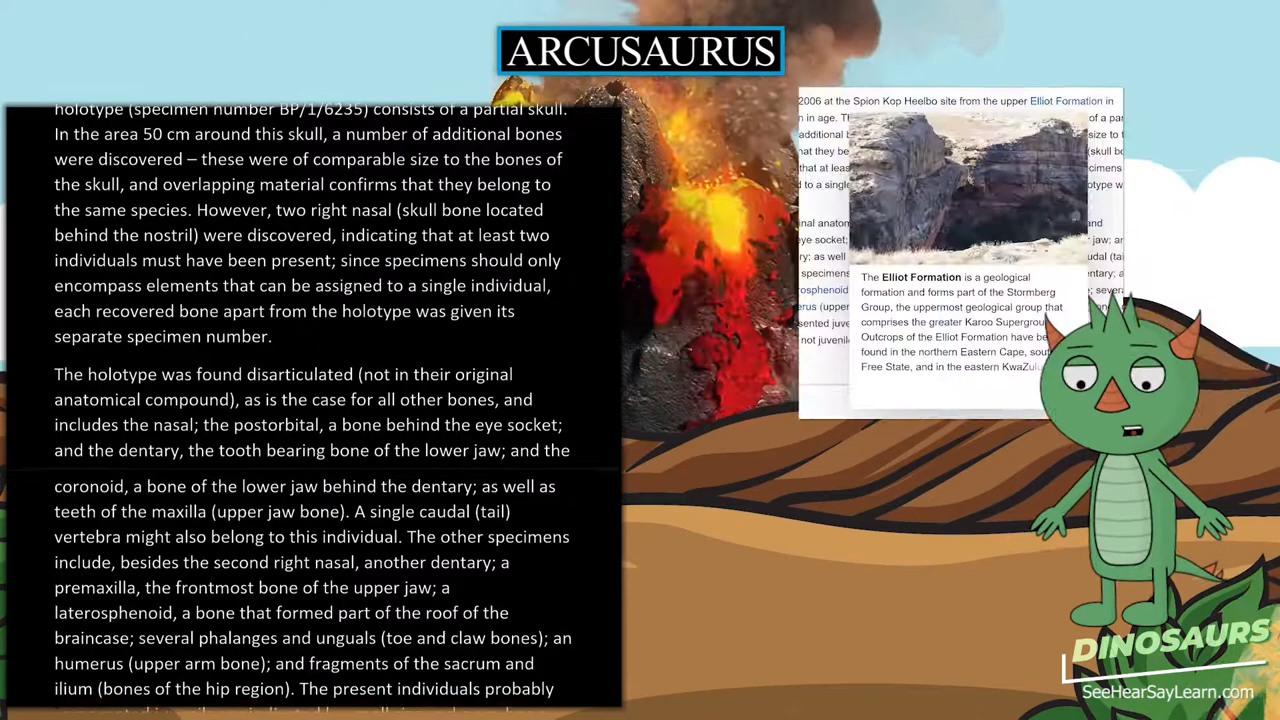 ARCUSAURUS
holotype (specimen number BP/1/6235) consists of a partial skull.
In the area 50 cm around this skull, a number of additional bones
were discovered – these were of comparable size to the bones of
the skull, and overlapping material confirms that they belong to
the same species. However, two right nasal (skull bone located
behind the nostril) were discovered, indicating that at least two
individuals must have been present; since specimens should only
encompass elements that can be assigned to a single individual,
each recovered bone apart from the holotype was given its
separate specimen number.
The holotype was found disarticulated (not in their original
anatomical compound), as is the case for all other bones, and
includes the nasal; the postorbital, a bone behind the eye socket;
and the dentary, the tooth bearing bone of the lower jaw; and the
coronoid, a bone of the lower jaw behind the dentary; as well as
teeth of the maxilla (upper jaw bone). A single caudal (tail)
vertebra might also belong to this individual. The other specimens
include, besides the second right nasal, another dentary; a
premaxilla, the frontmost bone of the upper jaw; a
laterosphenoid, a bone that formed part of the roof of the
braincase; several phalanges and unguals (toe and claw bones); an
humerus (upper arm bone); and fragments of the sacrum and
ilium (bones of the hip region). The present individuals probably
2006 at the Spion Kop Heelbo site from the upper Elliot Formation in
The Elliot Formation is a geological
formation and forms part of the Stormberg
Group, the uppermost geological group that
comprises the greater Karoo
Outcrops of the Elliot Formation have
found in the northern Eastern Cape,
Free State, and in the eastern
DINOSAURS
SeeHearSayLearn.com